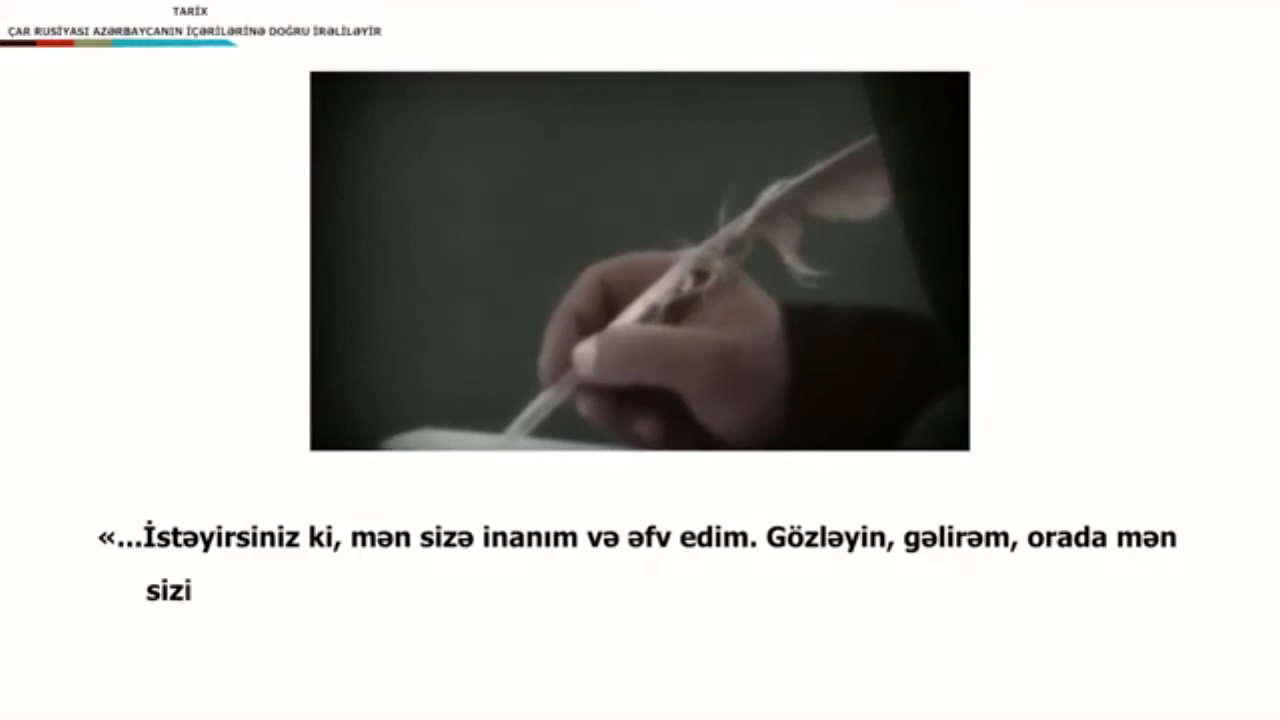 TARİX
ÇAR RUSİYASI AZƏRBAYCANIN İÇƏRİLƏRİNƏ DOĞRU İRƏLİLƏYİR
«...İstəyirsiniz ki, mən sizə inanım və əfv edim. Gözləyin, gəlirəm, orada mən
sizi